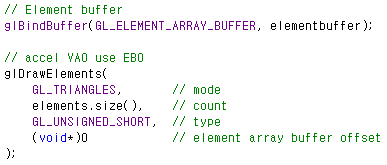 // Element buffer
glBindBuffer(GL_ELEMENT_ARRAY_BUFFER, elementbuffer);

// accel VAO use EBO
glDrawElements(
    GL_TRIANGLES,       // mode
    elements.size(),    // count
    GL_UNSIGNED_SHORT,  // type
    (void*)0            // element array buffer offset
);